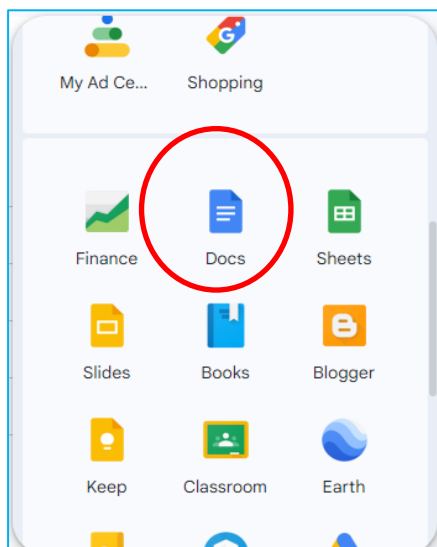 My Ad Ce... Shopping
Finance Docs Sheets
Slides Books Blogger
Keep Classroom Earth